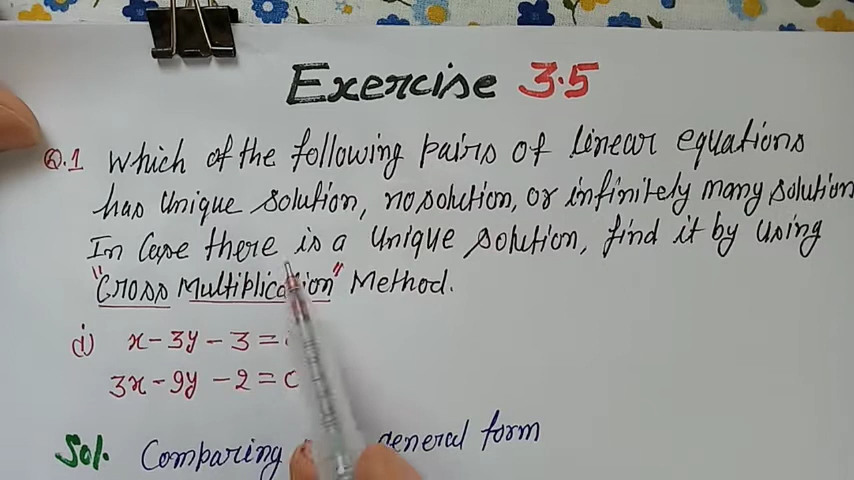 Exercise 3.5
Q.1 Which of the following pairs of linear equations
has unique solution, no solution, or infinitely many solution
In Case there is a unique solution, find it by using
"Cross Multiplication" Method.
i) x - 3y - 3 =
3x - 9y - 2 = 0
Sol. Comparing general form